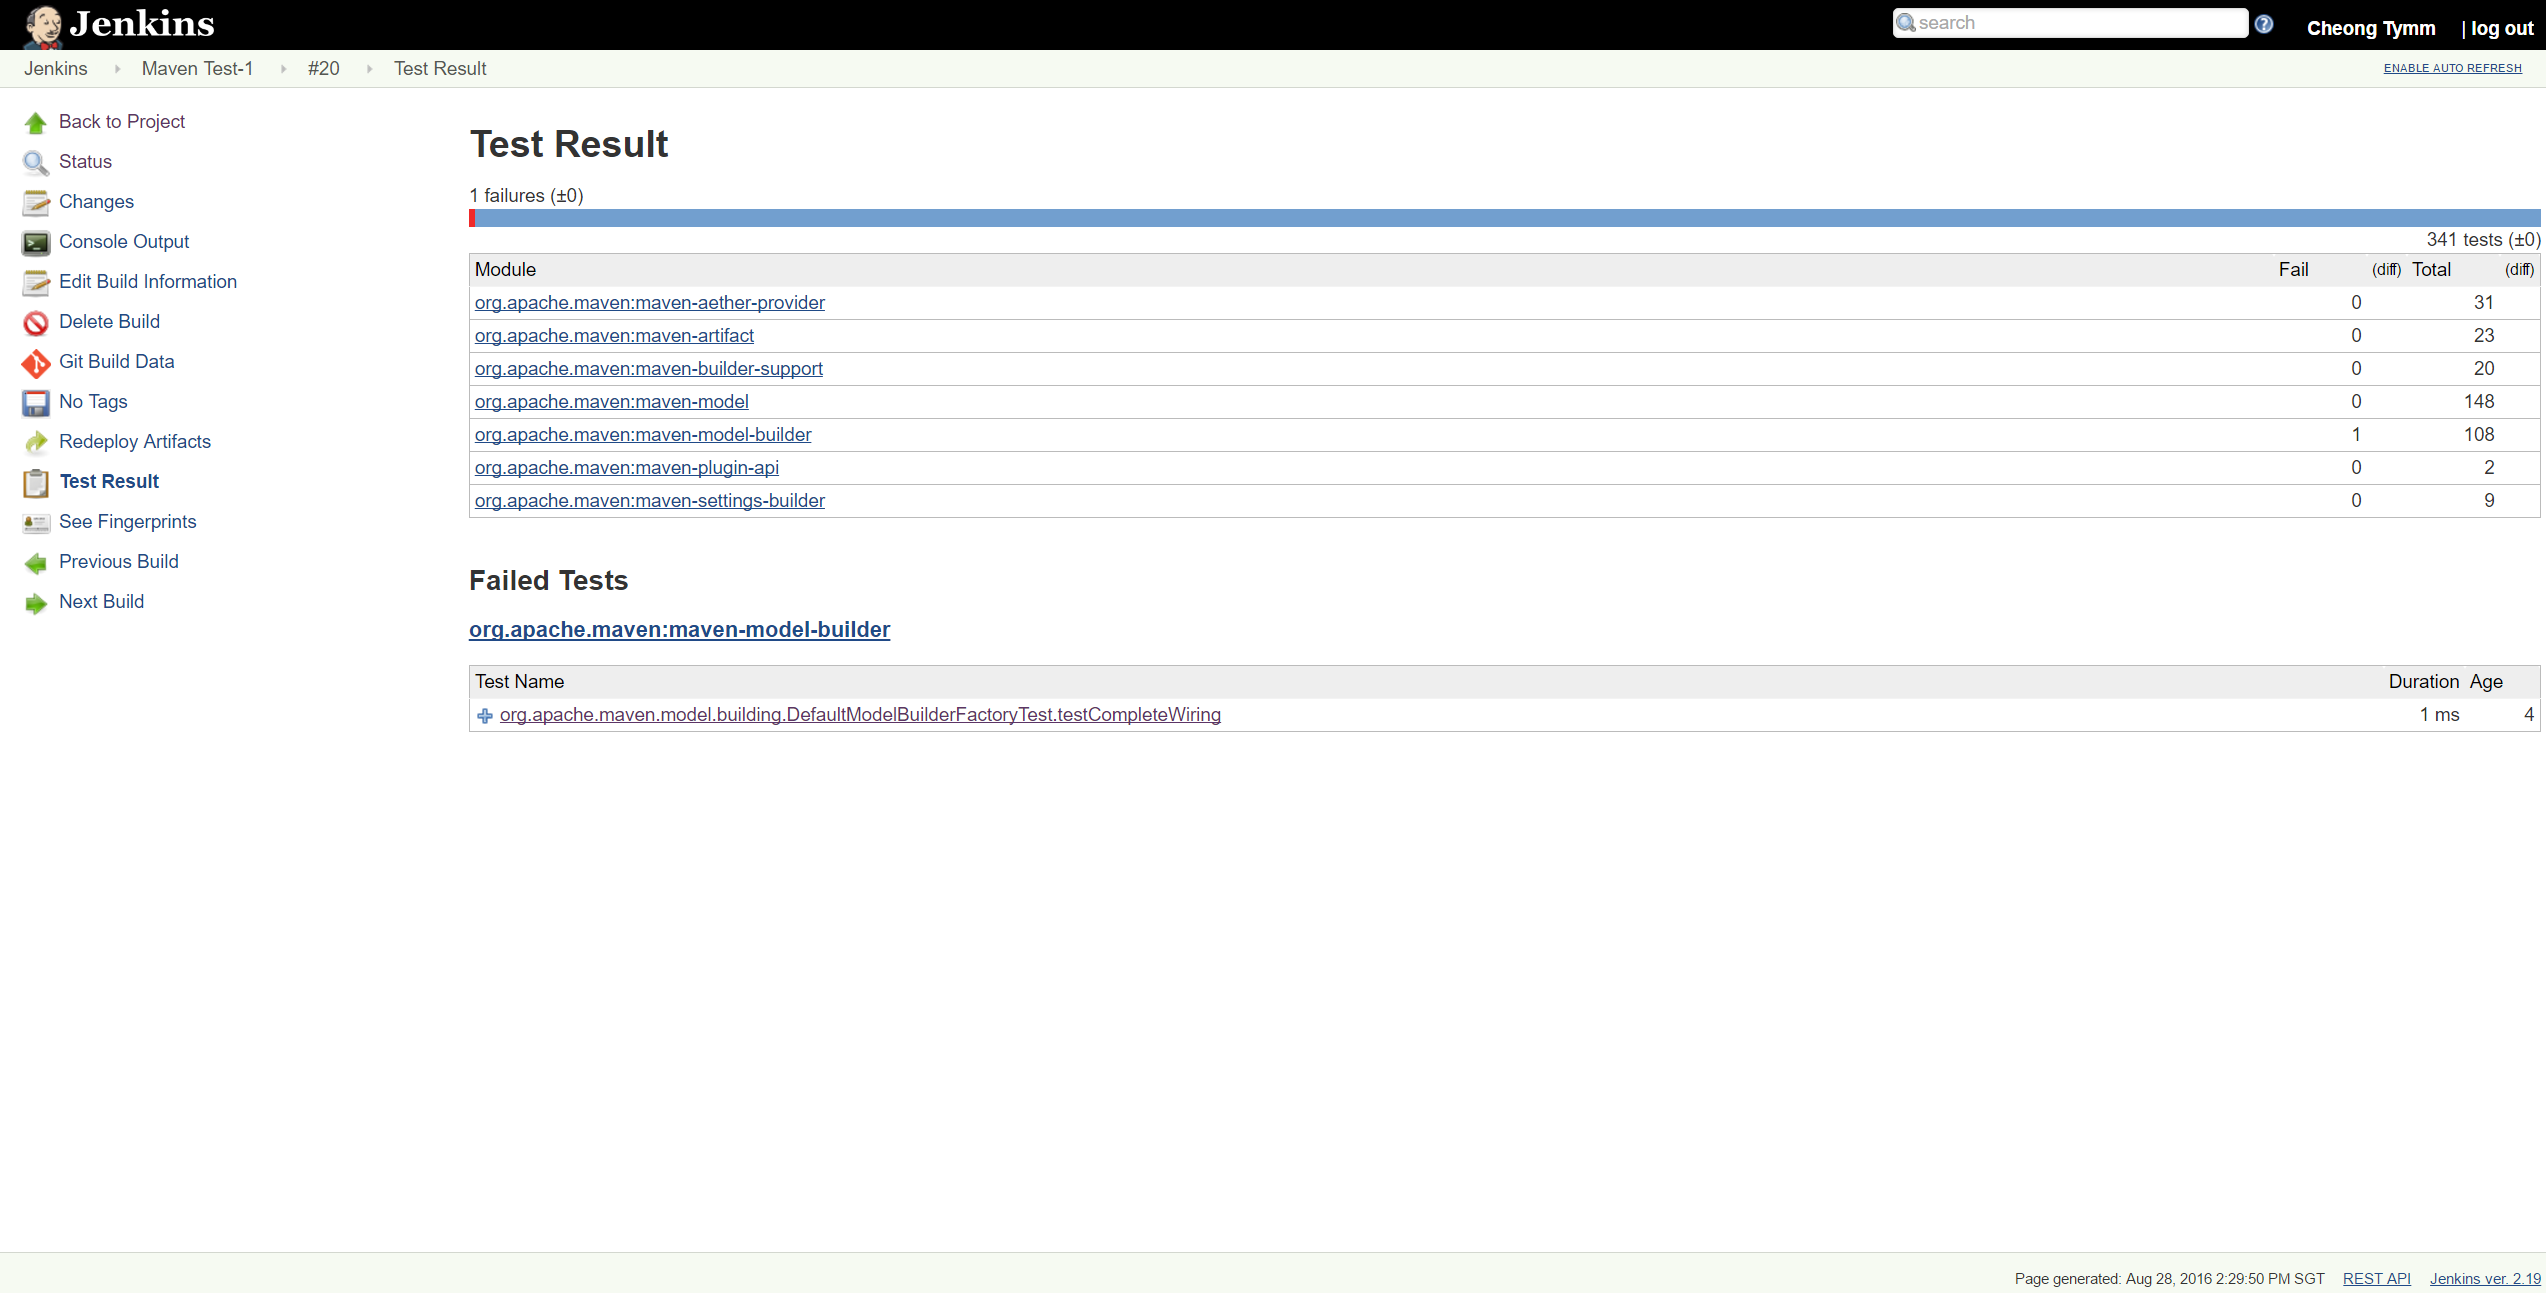 Jenkins
search
Cheong Tymm | log out
Jenkins Maven Test-1 #20 Test Result
ENABLE AUTO REFRESH
Back to Project
Status
Changes
Console Output
Edit Build Information
Delete Build
Git Build Data
No Tags
Redeploy Artifacts
Test Result
See Fingerprints
Previous Build
Next Build
Test Result
1 failures (±0)
341 tests (±0)
Module Fail (diff) Total (diff)
org.apache.maven:maven-aether-provider 0 31
org.apache.maven:maven-artifact 0 23
org.apache.maven:maven-builder-support 0 20
org.apache.maven:maven-model 0 148
org.apache.maven:maven-model-builder 1 108
org.apache.maven:maven-plugin-api 0 2
org.apache.maven:maven-settings-builder 0 9
Failed Tests
org.apache.maven:maven-model-builder
Test Name Duration Age
org.apache.maven.model.building.DefaultModelBuilderFactoryTest.testCompleteWiring 1 ms 4
Page generated: Aug 28, 2016 2:29:50 PM SGT REST API Jenkins ver. 2.19